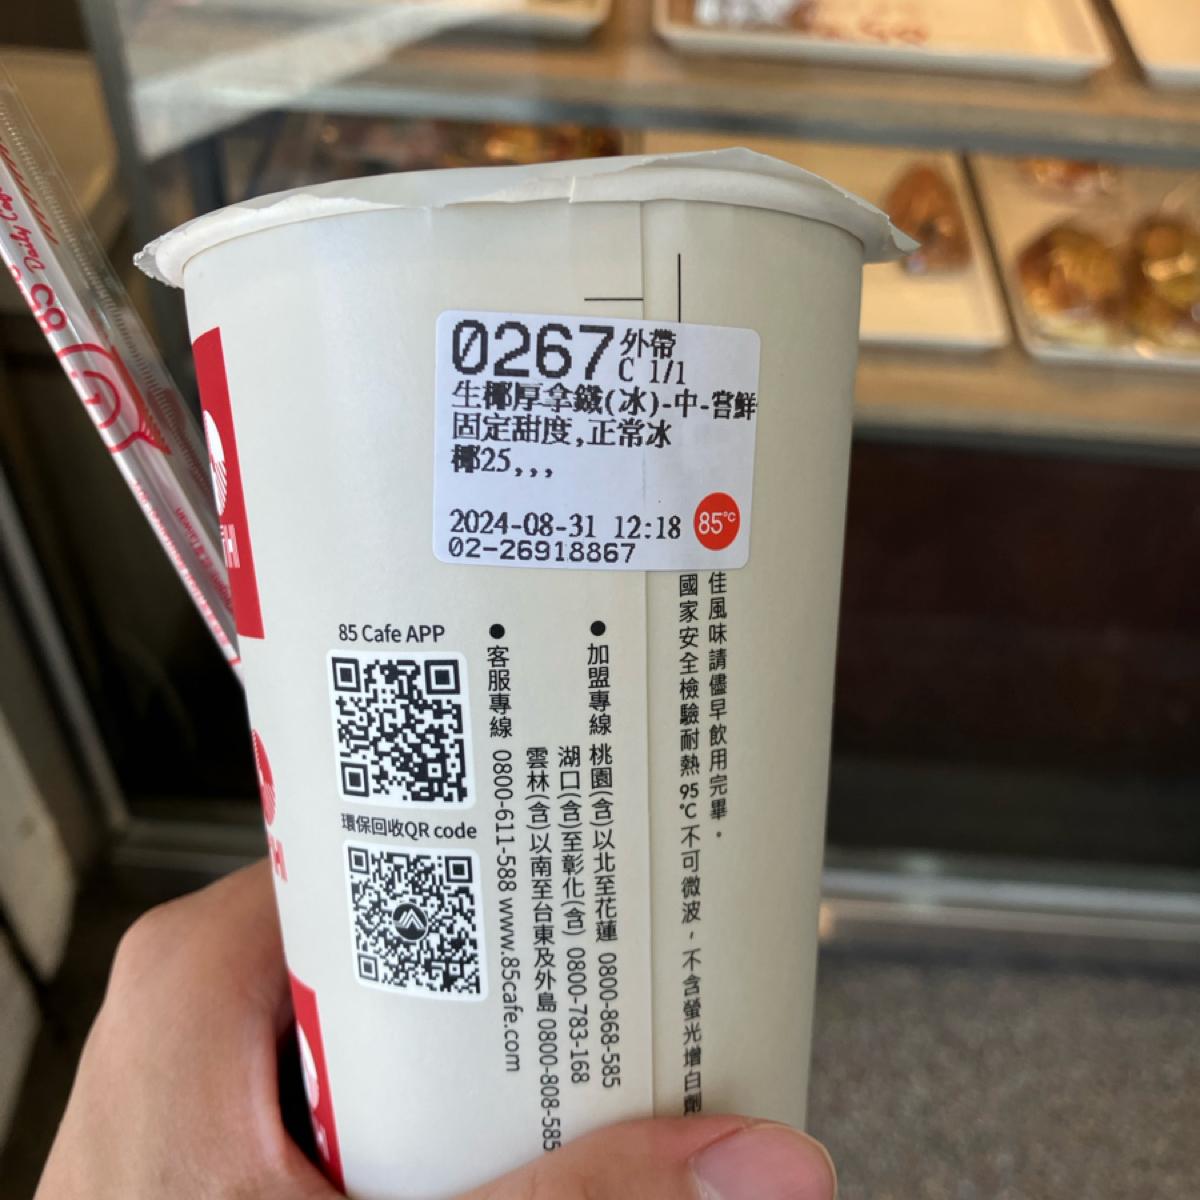 0267 外帶
C 1/1
生椰厚拿鐵(冰)-中-嘗鮮
固定甜度,正常冰
椰25,,,
2024-08-31 12:18
85°C
02-26918867
佳風味請儘早飲用完畢。
國家安全檢驗耐熱95℃不可微波，不含螢光增白劑
●加盟專線 桃園(含)以北至花蓮 0800-868-585
湖口(含)至彰化(含) 0800-783-168
雲林(含)以南至台東及外島 0800-808-585
●客服專線 0800-611-588 www.85cafe.com
85 Cafe APP
環保回收QR code